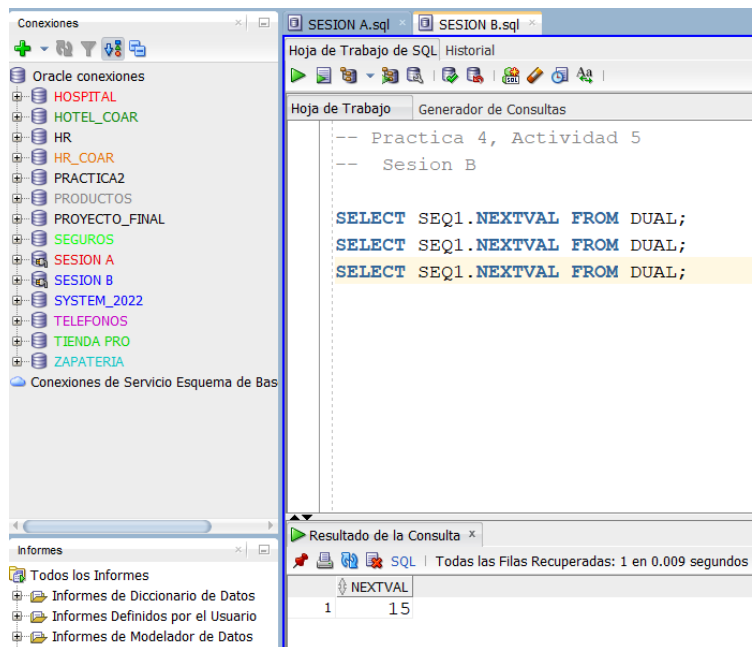 Conexiones
Oracle conexiones
HOSPITAL
HOTEL_COAR
HR
HR_COAR
PRACTICA2
PRODUCTOS
PROYECTO_FINAL
SEGUROS
SESION A
SESION B
SYSTEM_2022
TELEFONOS
TIENDA PRO
ZAPATERIA
Conexiones de Servicio Esquema de Bas
Informes
Todos los Informes
Informes de Diccionario de Datos
Informes Definidos por el Usuario
Informes de Modelador de Datos
SESION A.sql SESION B.sql
Hoja de Trabajo de SQL Historial
Hoja de Trabajo Generador de Consultas
-- Practica 4, Actividad 5
-- Sesion B
SELECT SEQ1.NEXTVAL FROM DUAL;
SELECT SEQ1.NEXTVAL FROM DUAL;
SELECT SEQ1.NEXTVAL FROM DUAL;
Resultado de la Consulta
SQL | Todas las Filas Recuperadas: 1 en 0.009 segundos
NEXTVAL
1 15